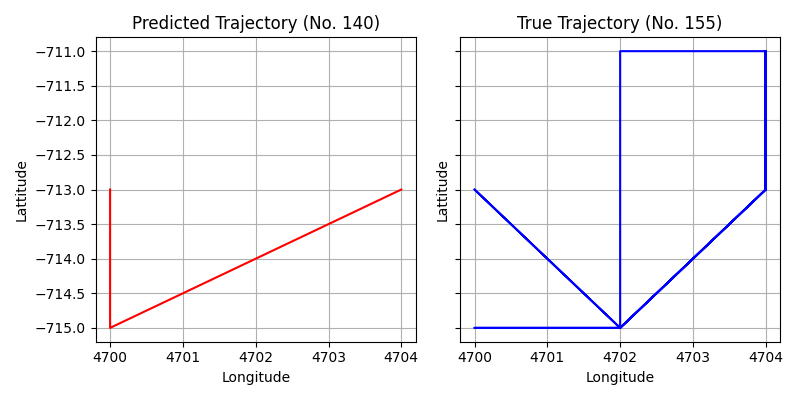 Predicted Trajectory (No. 140)
Lattitude
−711.0
−711.5
−712.0
−712.5
−713.0
−713.5
−714.0
−714.5
−715.0
4700 4701 4702 4703 4704
Longitude
True Trajectory (No. 155)
Lattitude
4700 4701 4702 4703 4704
Longitude